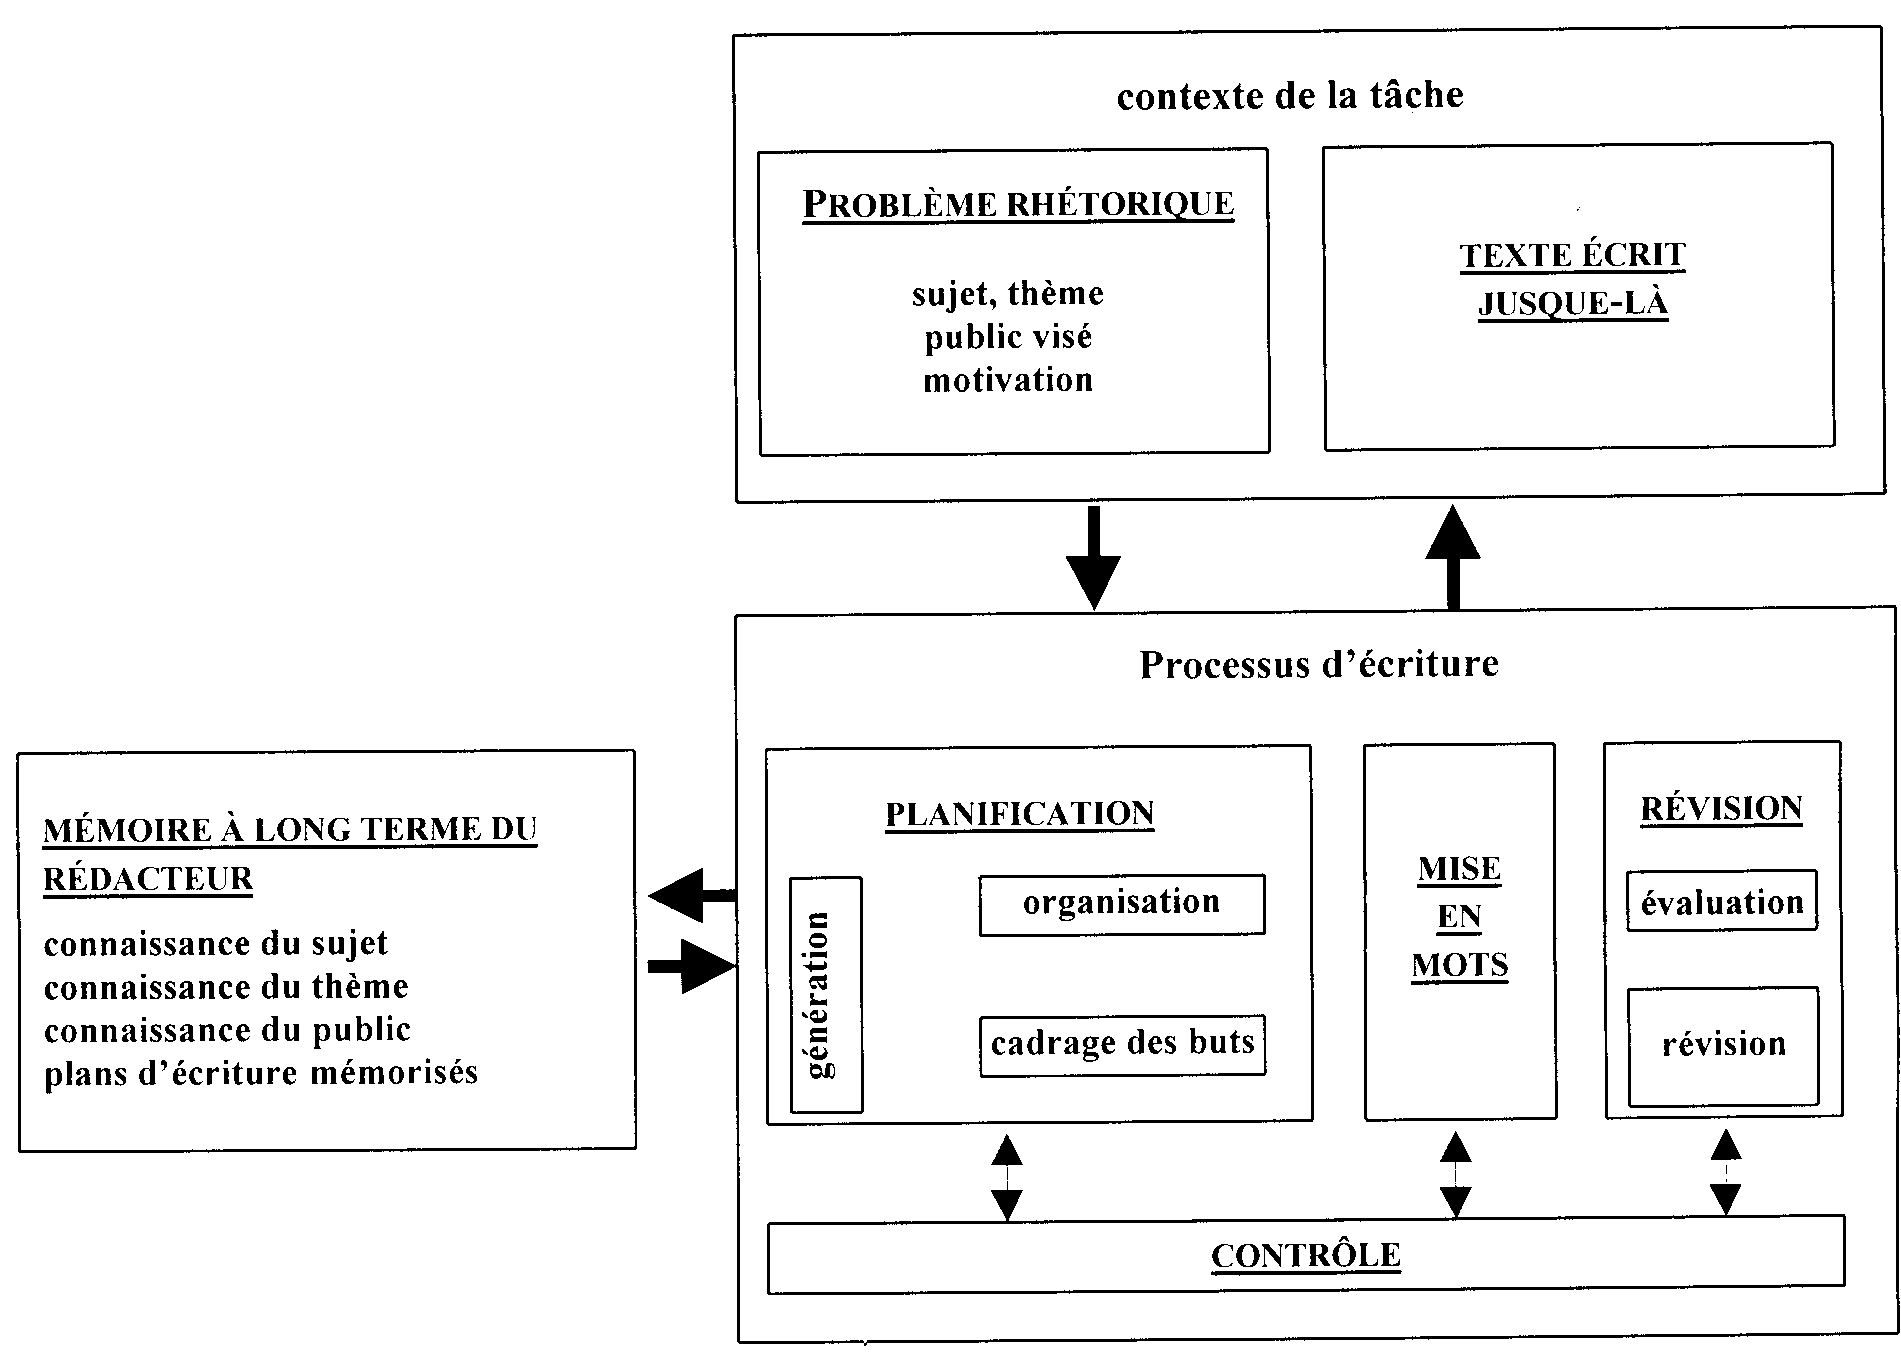 contexte de la tâche
PROBLÈME RHÉTORIQUE
sujet, thème
public visé
motivation
TEXTE ÉCRIT
JUSQUE-LÀ
Processus d'écriture
MÉMOIRE À LONG TERME DU
RÉDACTEUR
connaissance du sujet
connaissance du thème
connaissance du public
plans d'écriture mémorisés
PLANIFICATION
génération
organisation
cadrage des buts
MISE
EN
MOTS
RÉVISION
évaluation
révision
CONTRÔLE